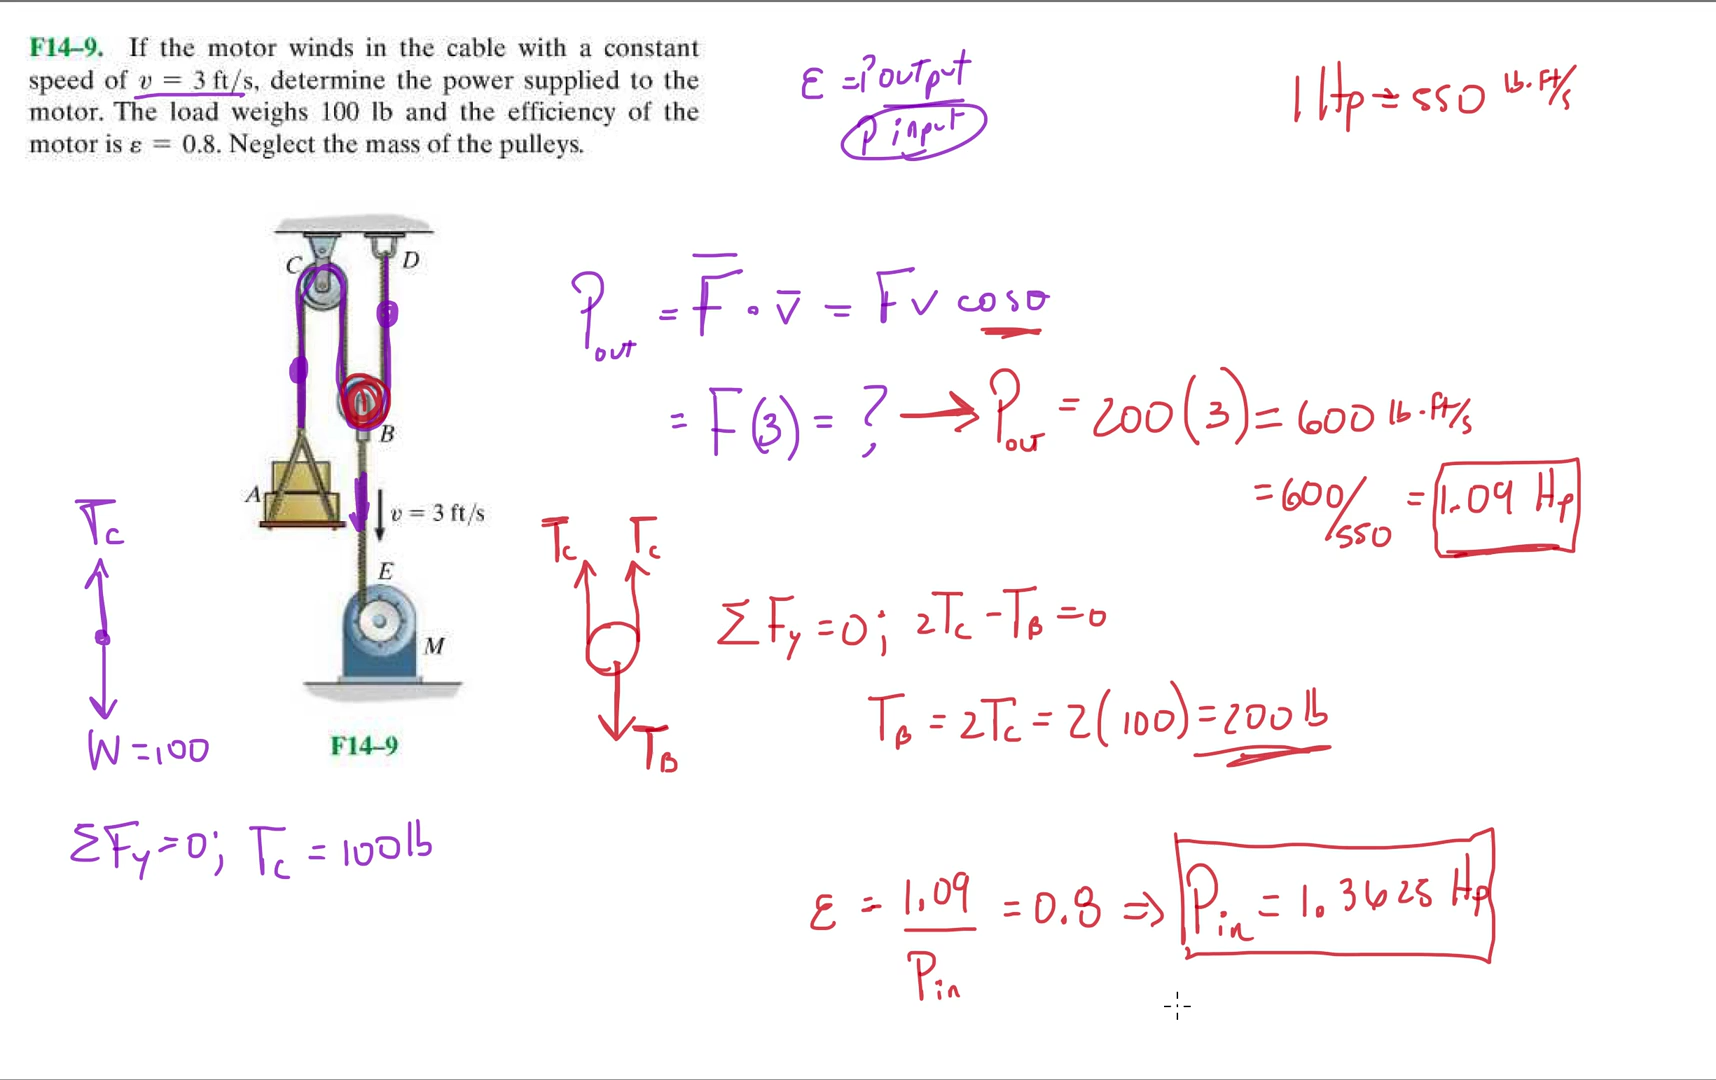 F14–9. If the motor winds in the cable with a constant
speed of v = 3 ft/s, determine the power supplied to the
motor. The load weighs 100 lb and the efficiency of the
motor is ε = 0.8. Neglect the mass of the pulleys.
ε = P output
P input
1 Hp = 550 lb·ft/s
C
D
B
A
v = 3 ft/s
E
M
F14–9
P_out = F̅ · v̅ = F v cos θ
= F(3) = ? → P_out = 200(3) = 600 lb·ft/s
= 600/550 = 1.09 Hp
T_C
W = 100
ΣF_y = 0; T_C = 100 lb
T_C T_C
T_B
ΣF_y = 0; 2T_C - T_B = 0
T_B = 2T_C = 2(100) = 200 lb
ε = 1.09 / P_in = 0.8 ⇒ P_in = 1.3625 Hp